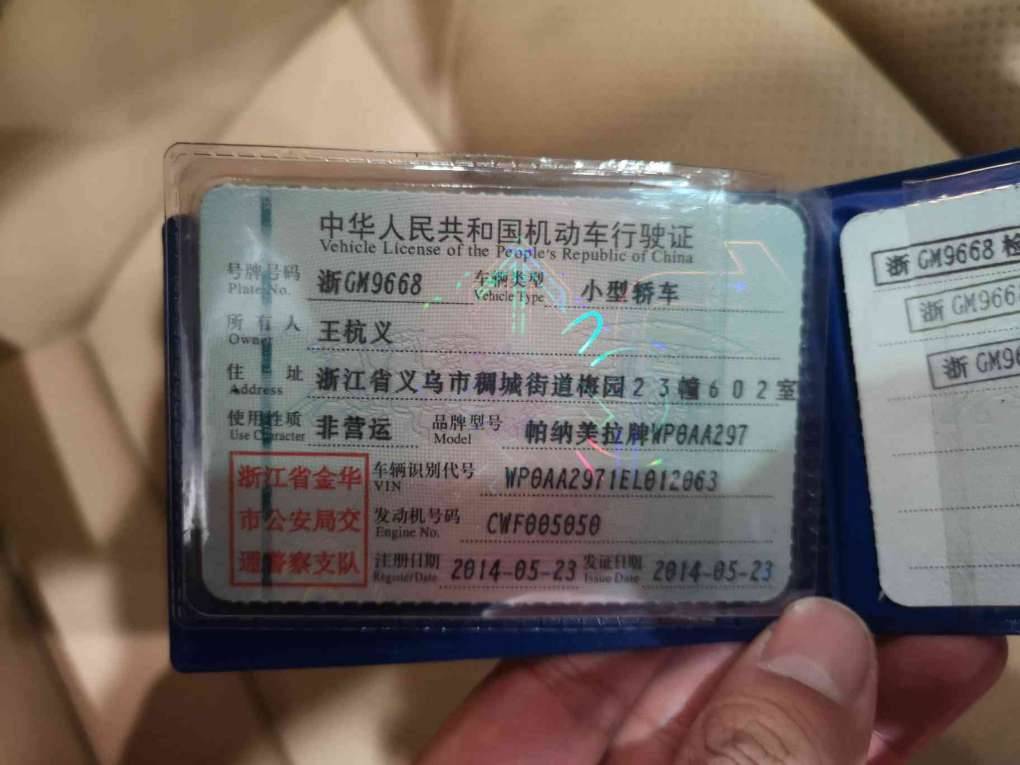 中华人民共和国机动车行驶证
Vehicle License of the People's Republic of China
号牌号码 浙GM9668 车辆类型 小型轿车
Plate No. Vehicle Type
所有人 王杭义
Owner
住址 浙江省义乌市稠城街道梅园23幢602室
Address
使用性质 非营运 品牌型号 帕纳美拉牌WP0AA297
Use Character Model
浙江省金华
市公安局交
通警察支队
车辆识别代号 WP0AA2971EL012063
VIN
发动机号码 CWF005050
Engine No.
注册日期 2014-05-23 发证日期 2014-05-23
Register Date Issue Date
浙GM9668 检
浙GM966
浙GM9